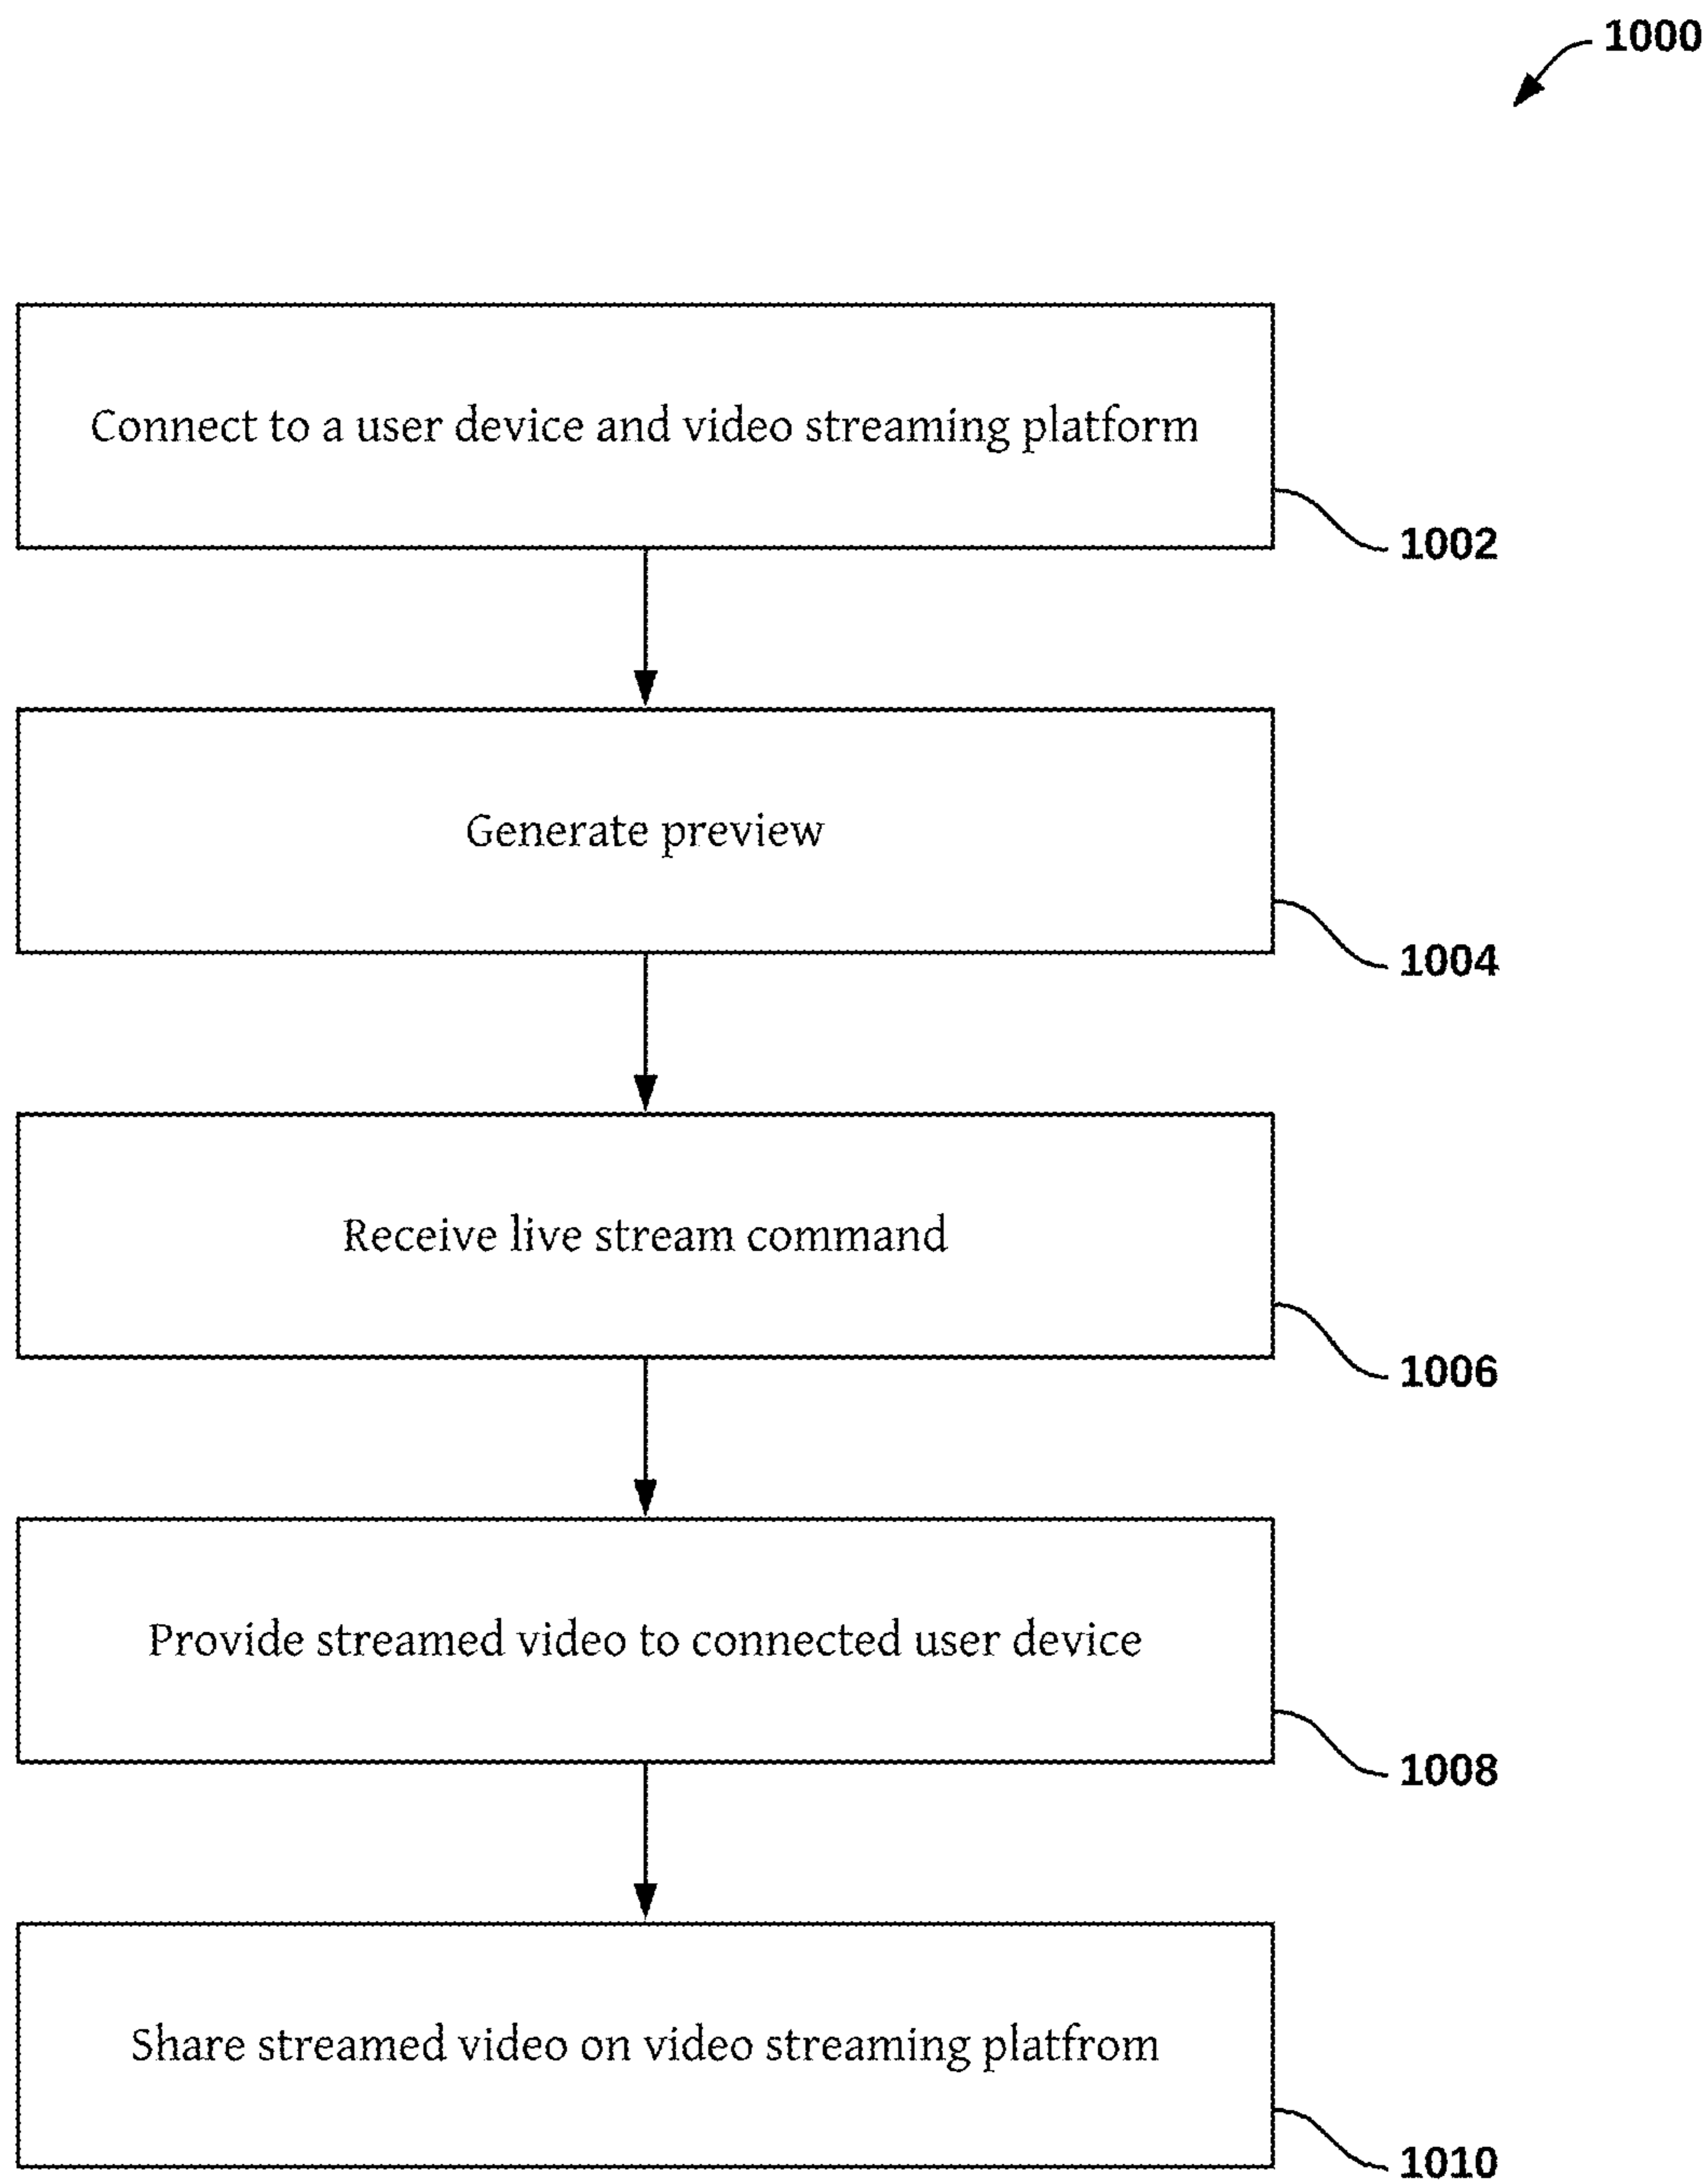 1000
Connect to a user device and video streaming platform
1002
Generate preview
1004
Receive live stream command
1006
Provide streamed video to connected user device
1008
Share streamed video on video streaming platfrom
1010